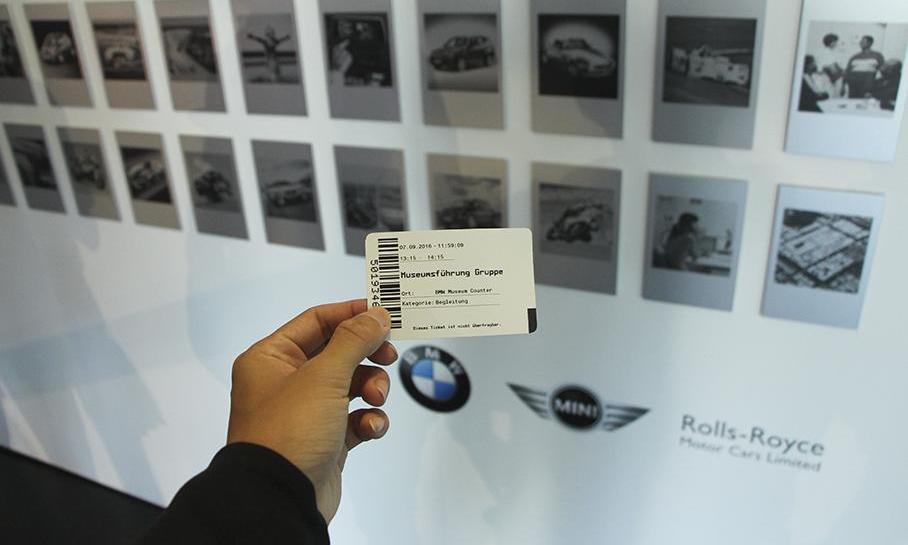 07.09.2016 - 11:59:09
13:15 - 14:15
Museumsführung Gruppe
Ort: BMW Museum Counter
Kategorie: Begleitung
Dieses Ticket ist nicht übertragbar.
5019346
BMW
MINI
Rolls-Royce
Motor Cars Limited